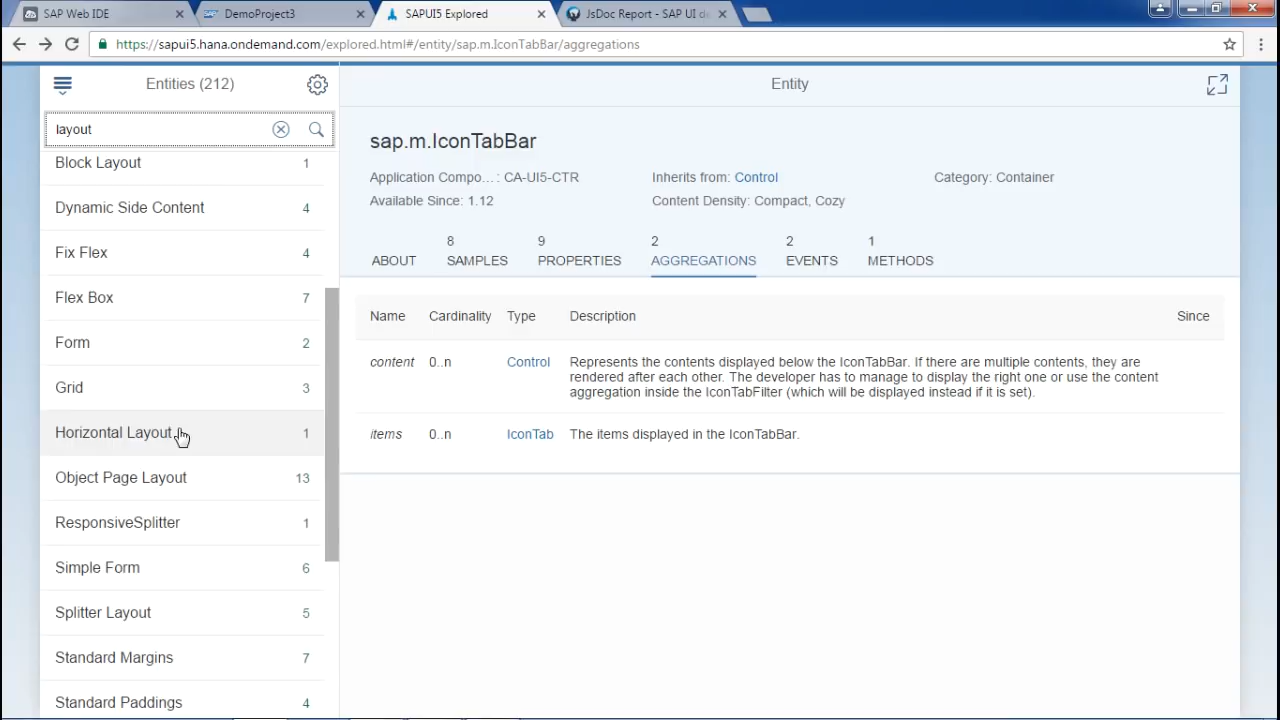 SAP Web IDE
DemoProject3
SAPUI5 Explored
JsDoc Report - SAP UI de
https://sapui5.hana.ondemand.com/explored.html#/entity/sap.m.IconTabBar/aggregations
Entities (212)
Entity
layout
Block Layout 1
Dynamic Side Content 4
Fix Flex 4
Flex Box 7
Form 2
Grid 3
Horizontal Layout 1
Object Page Layout 13
ResponsiveSplitter 1
Simple Form 6
Splitter Layout 5
Standard Margins 7
Standard Paddings 4
sap.m.IconTabBar
Application Compo...: CA-UI5-CTR
Inherits from: Control
Category: Container
Available Since: 1.12
Content Density: Compact, Cozy
ABOUT
8 SAMPLES
9 PROPERTIES
2 AGGREGATIONS
2 EVENTS
1 METHODS
Name Cardinality Type Description Since
content 0..n Control Represents the contents displayed below the IconTabBar. If there are multiple contents, they are
rendered after each other. The developer has to manage to display the right one or use the content
aggregation inside the IconTabFilter (which will be displayed instead if it is set).
items 0..n IconTab The items displayed in the IconTabBar.